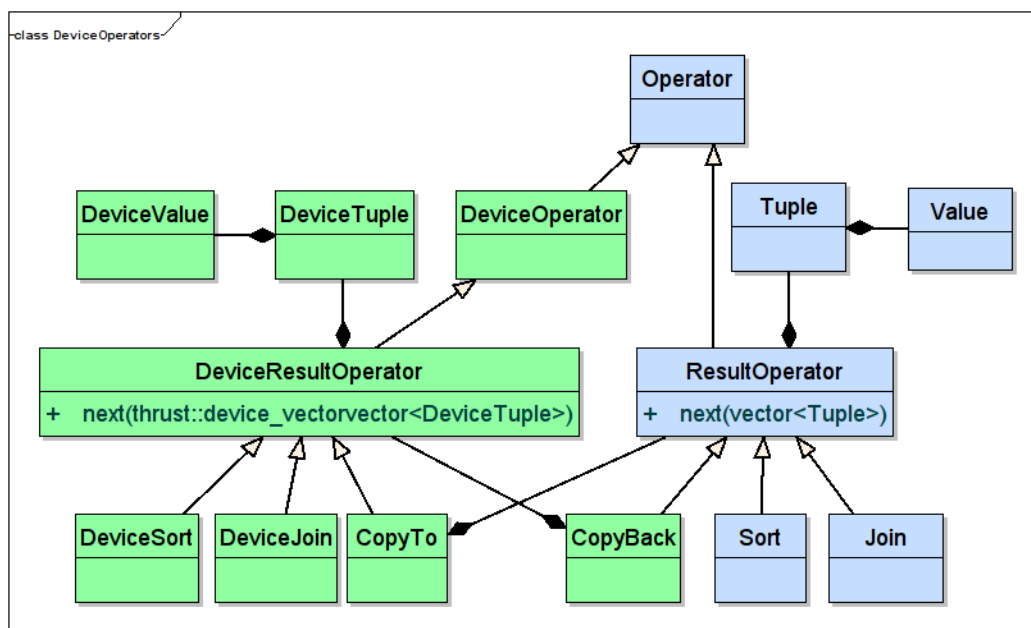 class DeviceOperators
Operator
DeviceValue
DeviceTuple
DeviceOperator
Tuple
Value
DeviceResultOperator
+ next(thrust::device_vectorvector<DeviceTuple>)
ResultOperator
+ next(vector<Tuple>)
DeviceSort
DeviceJoin
CopyTo
CopyBack
Sort
Join